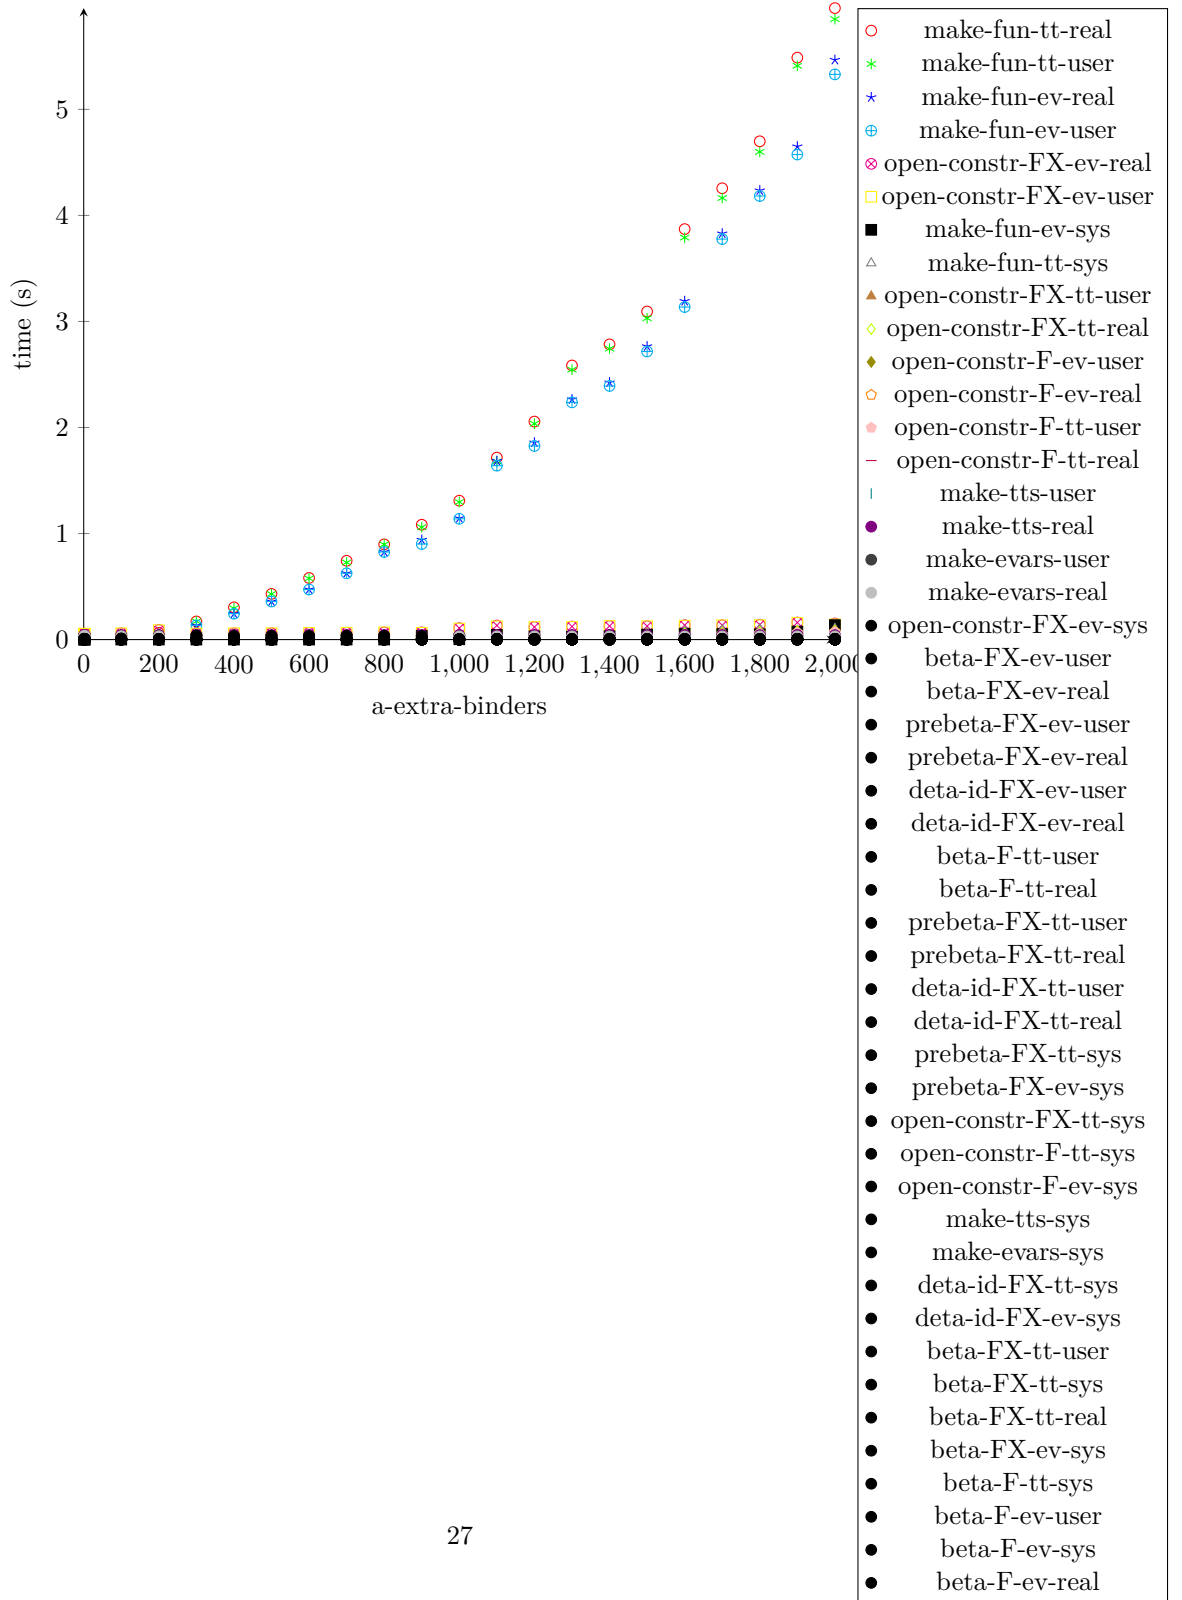 5
4
3
2
1
0
time (s)
0
200
400
600
800
1,000
1,200
1,400
1,600
1,800
2,000
a-extra-binders
make-fun-tt-real
make-fun-tt-user
make-fun-ev-real
make-fun-ev-user
open-constr-FX-ev-real
open-constr-FX-ev-user
make-fun-ev-sys
make-fun-tt-sys
open-constr-FX-tt-user
open-constr-FX-tt-real
open-constr-F-ev-user
open-constr-F-ev-real
open-constr-F-tt-user
open-constr-F-tt-real
make-tts-user
make-tts-real
make-evars-user
make-evars-real
open-constr-FX-ev-sys
beta-FX-ev-user
beta-FX-ev-real
prebeta-FX-ev-user
prebeta-FX-ev-real
deta-id-FX-ev-user
deta-id-FX-ev-real
beta-F-tt-user
beta-F-tt-real
prebeta-FX-tt-user
prebeta-FX-tt-real
deta-id-FX-tt-user
deta-id-FX-tt-real
prebeta-FX-tt-sys
prebeta-FX-ev-sys
open-constr-FX-tt-sys
open-constr-F-tt-sys
open-constr-F-ev-sys
make-tts-sys
make-evars-sys
deta-id-FX-tt-sys
deta-id-FX-ev-sys
beta-FX-tt-user
beta-FX-tt-sys
beta-FX-tt-real
beta-FX-ev-sys
beta-F-tt-sys
beta-F-ev-user
beta-F-ev-sys
beta-F-ev-real
27